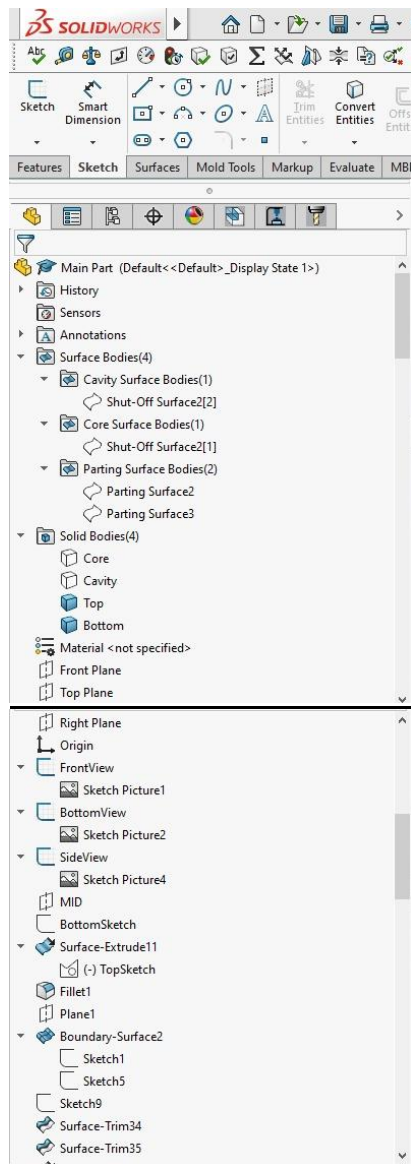 SOLIDWORKS
Sketch
Smart Dimension
Trim Entities
Convert Entities
Offs
Entit
Features Sketch Surfaces Mold Tools Markup Evaluate MBI
Main Part (Default<<Default>_Display State 1>)
History
Sensors
Annotations
Surface Bodies(4)
Cavity Surface Bodies(1)
Shut-Off Surface2[2]
Core Surface Bodies(1)
Shut-Off Surface2[1]
Parting Surface Bodies(2)
Parting Surface2
Parting Surface3
Solid Bodies(4)
Core
Cavity
Top
Bottom
Material <not specified>
Front Plane
Top Plane
Right Plane
Origin
FrontView
Sketch Picture1
BottomView
Sketch Picture2
SideView
Sketch Picture4
MID
BottomSketch
Surface-Extrude11
(-) TopSketch
Fillet1
Plane1
Boundary-Surface2
Sketch1
Sketch5
Sketch9
Surface-Trim34
Surface-Trim35